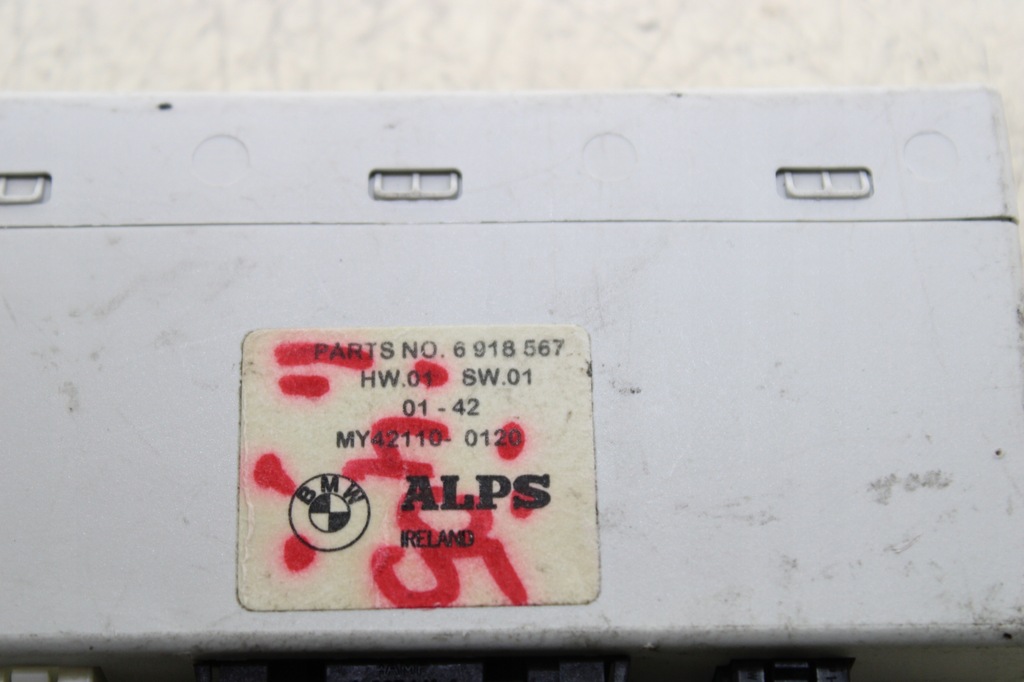 PARTS NO. 6 918 567
HW.01 SW.01
01 - 42
MY42110- 0120
BMW
ALPS
IRELAND